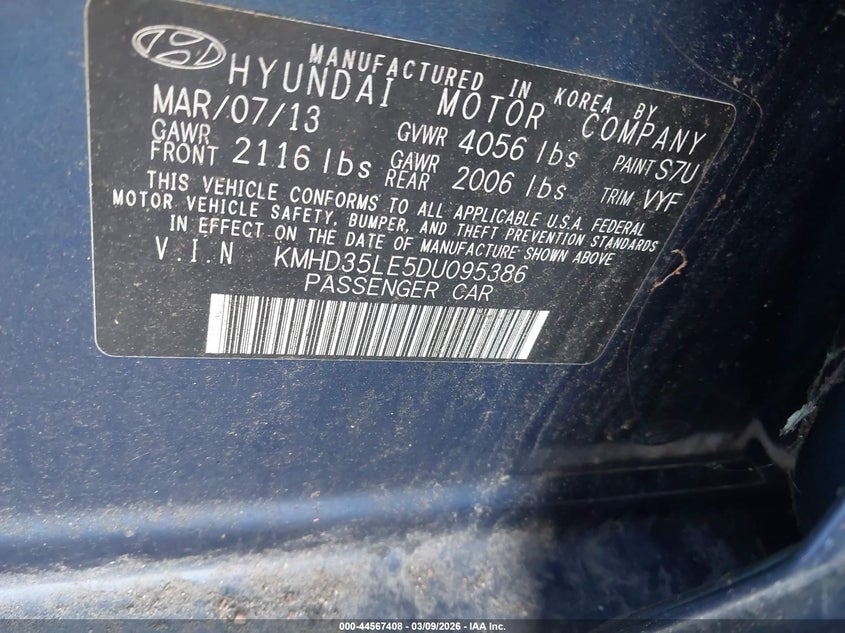 MANUFACTURED IN KOREA BY
HYUNDAI MOTOR COMPANY
MAR/07/13 GVWR 4056 lbs PAINT S7U
GAWR FRONT 2116 lbs GAWR REAR 2006 lbs TRIM VYF
THIS VEHICLE CONFORMS TO ALL APPLICABLE U.S.A. FEDERAL
MOTOR VEHICLE SAFETY, BUMPER, AND THEFT PREVENTION STANDARDS
IN EFFECT ON THE DATE OF MANUFACTURE SHOWN ABOVE
V.I.N KMHD35LE5DU095386
PASSENGER CAR
000-44567408 - 03/09/2026 - IAA Inc.